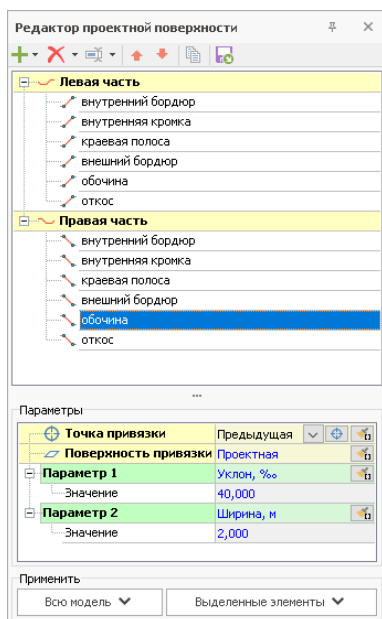 Редактор проектной поверхности
Левая часть
внутренний бордюр
внутренняя кромка
краевая полоса
внешний бордюр
обочина
откос
Правая часть
внутренний бордюр
внутренняя кромка
краевая полоса
внешний бордюр
обочина
откос
Параметры
Точка привязки Предыдущая
Поверхность привязки Проектная
Параметр 1 Уклон, ‰
Значение 40,000
Параметр 2 Ширина, м
Значение 2,000
Применить
Всю модель Выделенные элементы